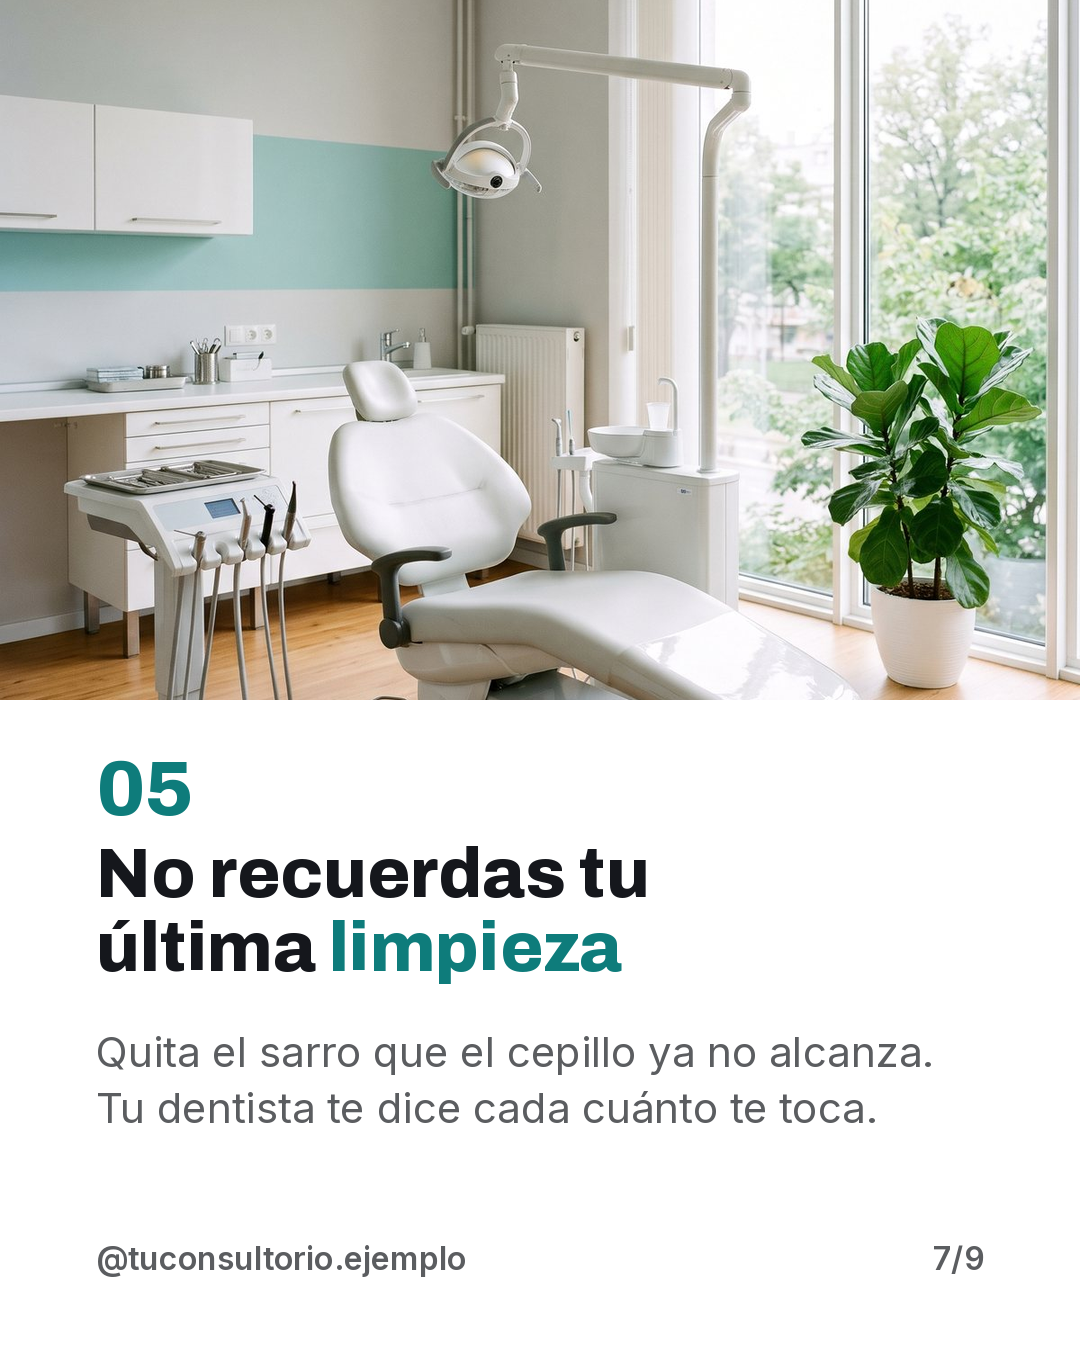 05
No recuerdas tu
última limpieza
Quita el sarro que el cepillo ya no alcanza.
Tu dentista te dice cada cuánto te toca.
@tuconsultorio.ejemplo
7/9